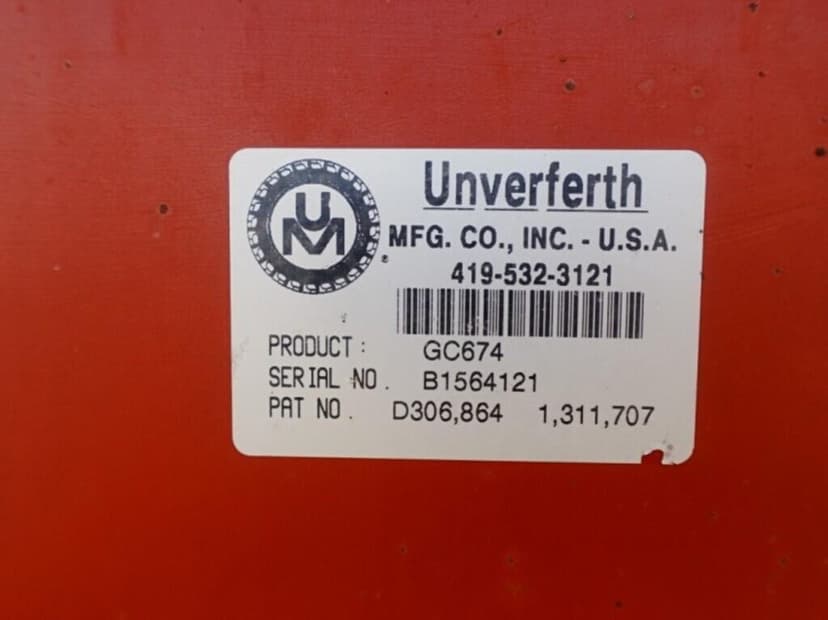 UM
Unverferth
MFG. CO., INC. - U.S.A.
419-532-3121
PRODUCT : GC674
SERIAL NO. B1564121
PAT NO. D306,864 1,311,707